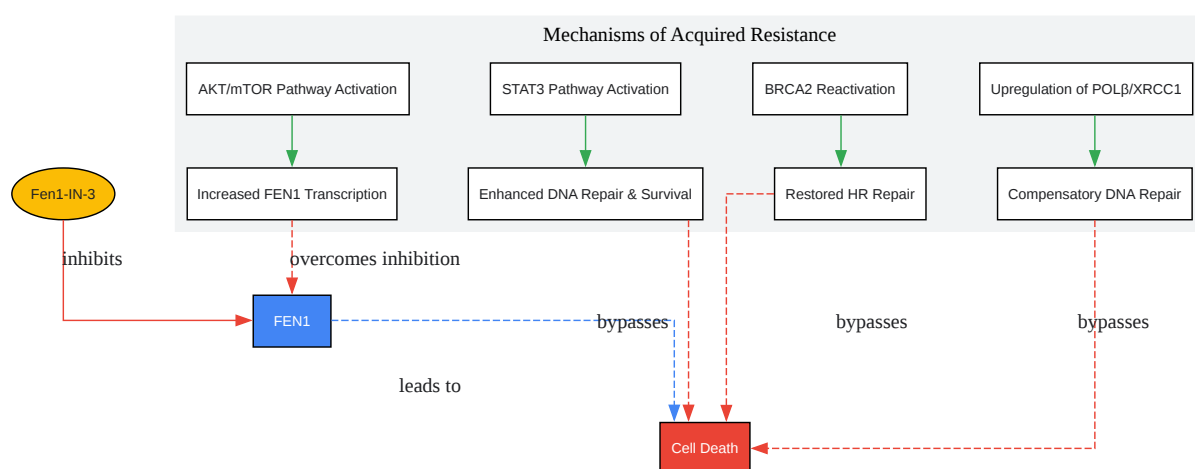 Mechanisms of Acquired Resistance
AKT/mTOR Pathway Activation
STAT3 Pathway Activation
BRCA2 Reactivation
Upregulation of POLβ/XRCC1
Fen1-IN-3
Increased FEN1 Transcription
Enhanced DNA Repair & Survival
Restored HR Repair
Compensatory DNA Repair
inhibits
overcomes inhibition
FEN1
bypasses
bypasses
bypasses
leads to
Cell Death